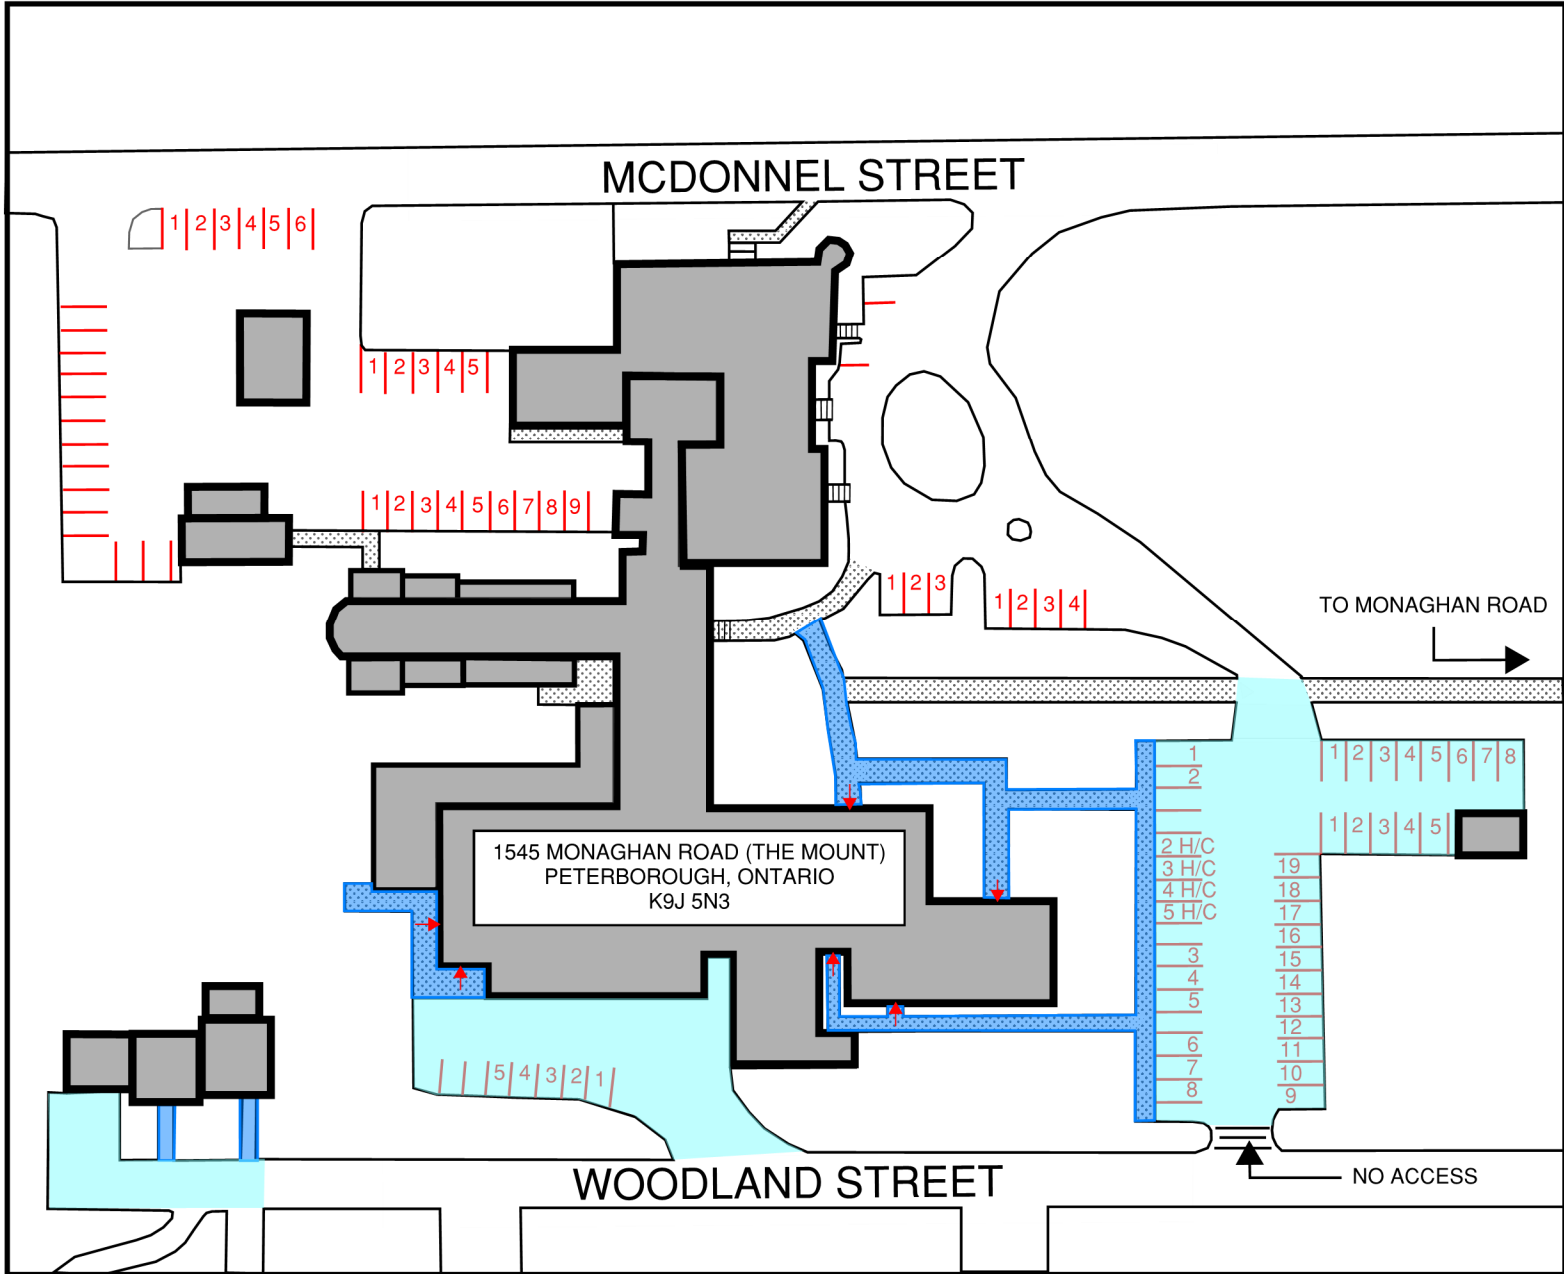 MCDONNEL STREET
1 2 3 4 5 6
1 2 3 4 5
1 2 3 4 5 6 7 8 9
1 2 3
1 2 3 4
TO MONAGHAN ROAD
1 2 3 4 5 6 7 8
1 2 3 4 5
1
2
2 H/C
3 H/C
4 H/C
5 H/C
3
4
5
6
7
8
19
18
17
16
15
14
13
12
11
10
9
1545 MONAGHAN ROAD (THE MOUNT)
PETERBOROUGH, ONTARIO
K9J 5N3
5 4 3 2 1
WOODLAND STREET
NO ACCESS